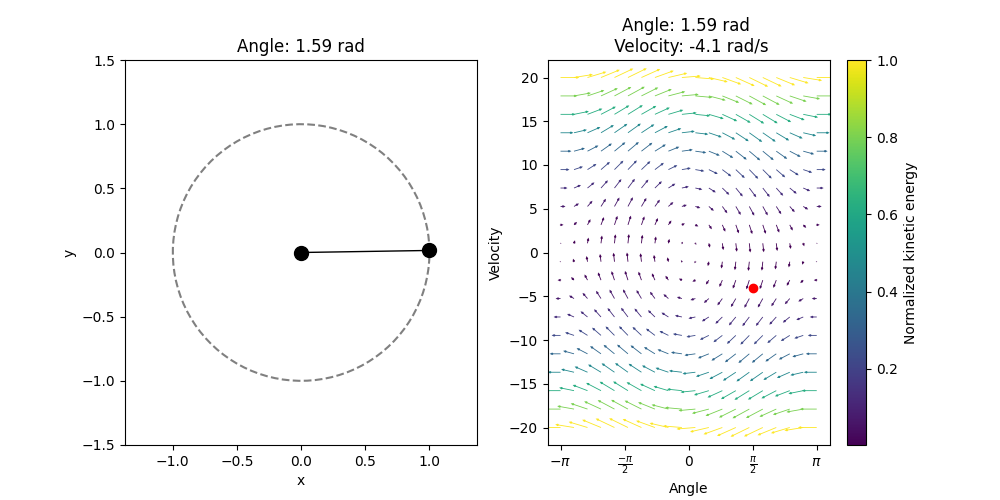 Angle: 1.59 rad
1.5
1.0
0.5
0.0
−0.5
−1.0
−1.5
y
−1.0
−0.5
0.0
0.5
1.0
x
Angle: 1.59 rad
Velocity: -4.1 rad/s
20
15
10
5
0
−5
−10
−15
−20
Velocity
−π
−π/2
0
π/2
π
Angle
1.0
0.8
0.6
0.4
0.2
Normalized kinetic energy